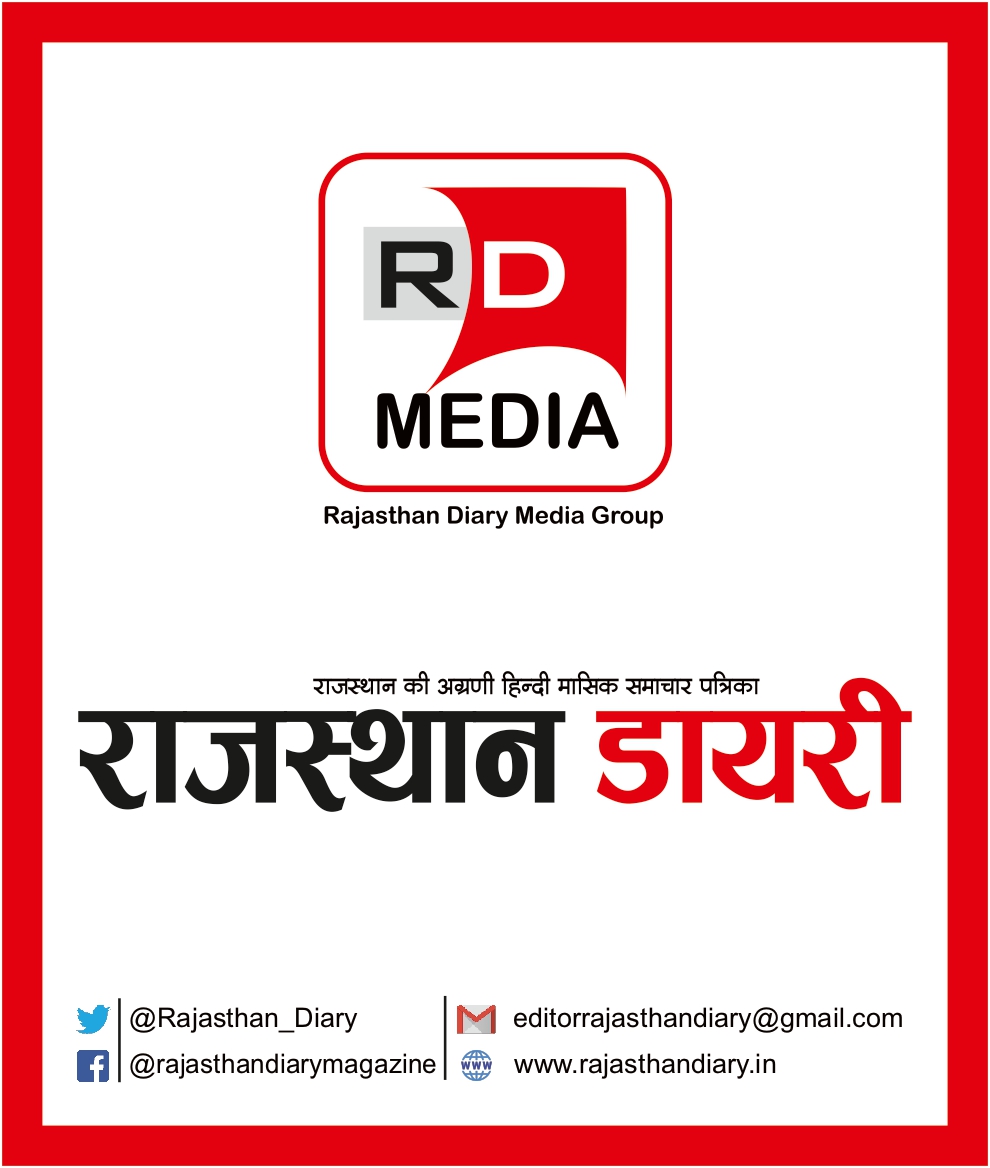 RD
MEDIA
Rajasthan Diary Media Group
राजस्थान की अग्रणी हिन्दी मासिक समाचार पत्रिका
राजस्थान डायरी
@Rajasthan_Diary
@rajasthandiarymagazine
editorrajasthandiary@gmail.com
www.rajasthandiary.in